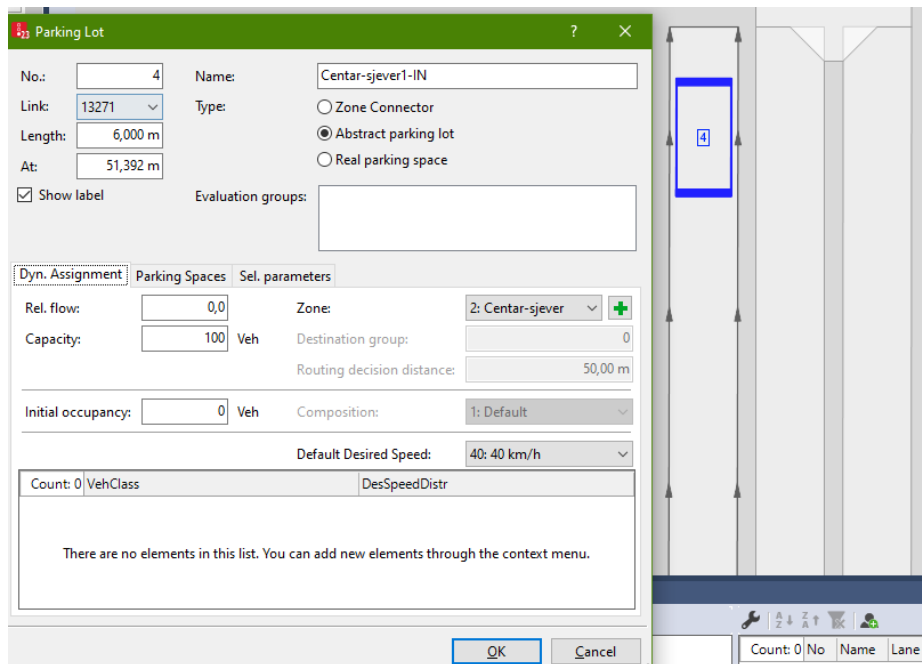 23 Parking Lot ? ×
No.: 4 Name: Centar-sjever1-IN
Link: 13271 Type: Zone Connector
Length: 6,000 m Abstract parking lot
At: 51,392 m Real parking space
Show label Evaluation groups:
4
Dyn. Assignment Parking Spaces Sel. parameters
Rel. flow: 0,0 Zone: 2: Centar-sjever
Capacity: 100 Veh Destination group: 0
Routing decision distance: 50,00 m
Initial occupancy: 0 Veh Composition: 1: Default
Default Desired Speed: 40: 40 km/h
Count: 0 VehClass DesSpeedDistr
There are no elements in this list. You can add new elements through the context menu.
OK Cancel
Count: 0 No Name Lane